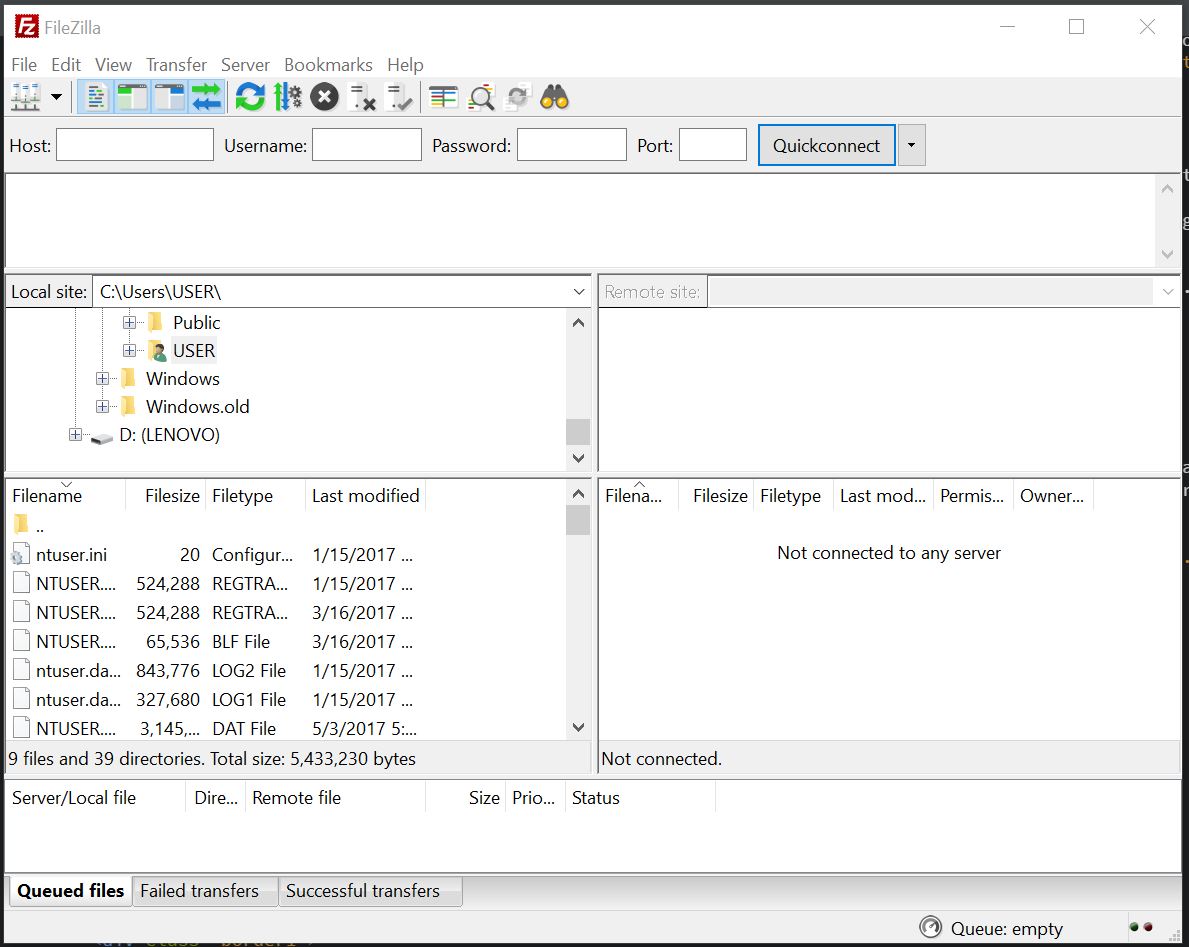 FileZilla
File Edit View Transfer Server Bookmarks Help
Host: Username: Password: Port: Quickconnect
Local site: C:\Users\USER\
Remote site:
Public
USER
Windows
Windows.old
D: (LENOVO)
Filename Filesize Filetype Last modified
..
ntuser.ini 20 Configur... 1/15/2017 ...
NTUSER.... 524,288 REGTRA... 1/15/2017 ...
NTUSER.... 524,288 REGTRA... 3/16/2017 ...
NTUSER.... 65,536 BLF File 3/16/2017 ...
ntuser.da... 843,776 LOG2 File 1/15/2017 ...
ntuser.da... 327,680 LOG1 File 1/15/2017 ...
NTUSER.... 3,145,... DAT File 5/3/2017 5:...
9 files and 39 directories. Total size: 5,433,230 bytes
Filena... Filesize Filetype Last mod... Permis... Owner...
Not connected to any server
Not connected.
Server/Local file Dire... Remote file Size Prio... Status
Queued files Failed transfers Successful transfers
Queue: empty